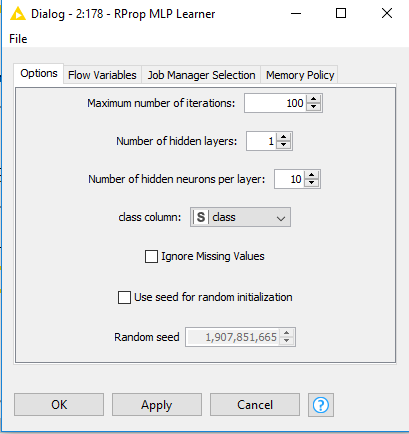 Dialog - 2:178 - RProp MLP Learner
File
Options Flow Variables Job Manager Selection Memory Policy
Maximum number of iterations: 100
Number of hidden layers: 1
Number of hidden neurons per layer: 10
class column: S class
Ignore Missing Values
Use seed for random initialization
Random seed 1,907,851,665
OK Apply Cancel ?